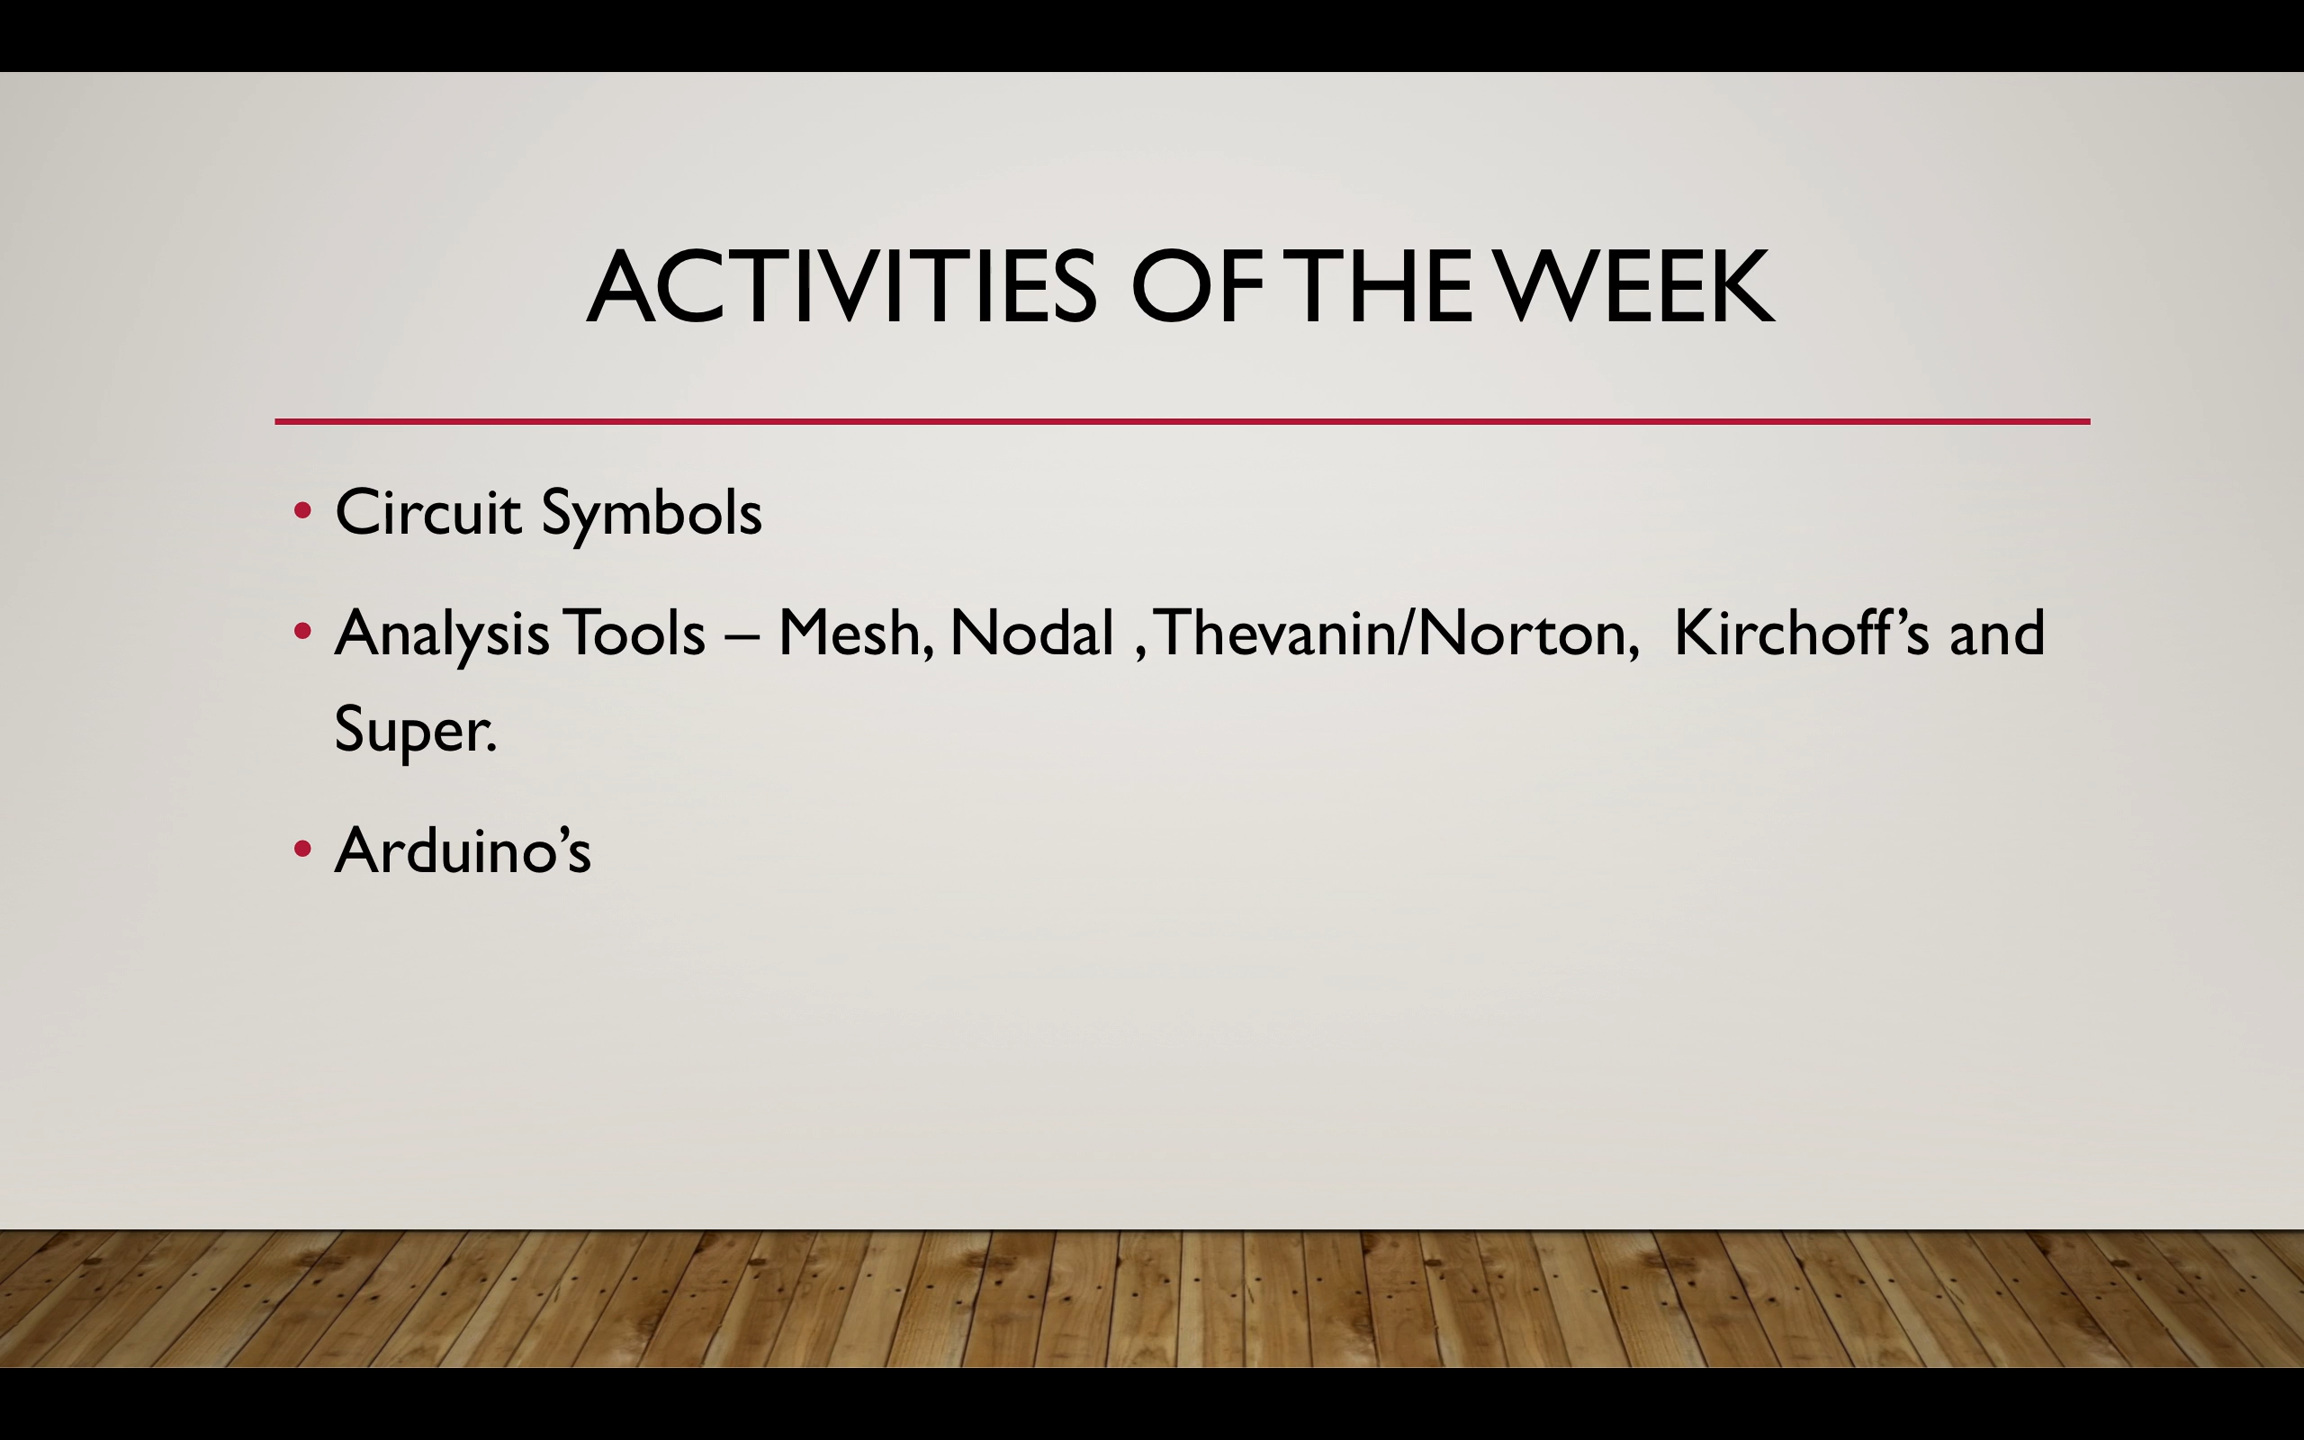 ACTIVITIES OF THE WEEK
• Circuit Symbols
• Analysis Tools – Mesh, Nodal , Thevanin/Norton,  Kirchoff’s and
Super.
• Arduino’s